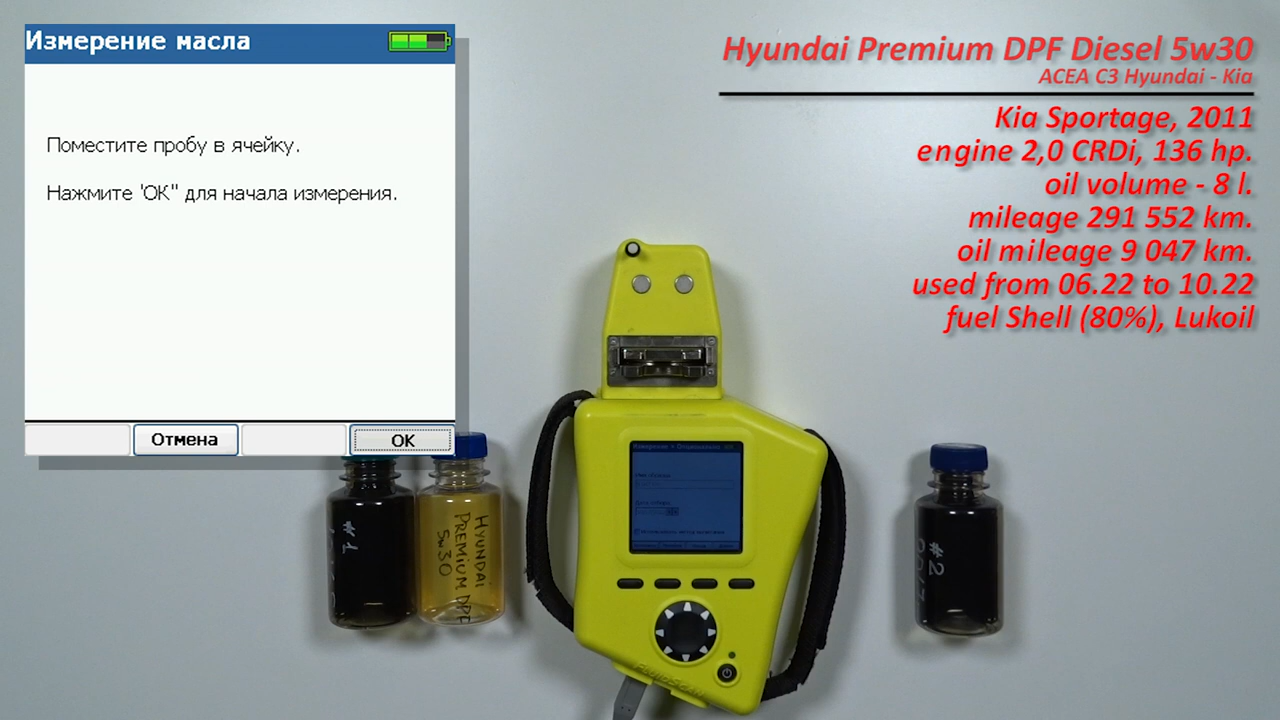 Измерение масла
Поместите пробу в ячейку.
Нажмите 'ОК" для начала измерения.
Отмена
ОК
Hyundai Premium DPF Diesel 5w30
ACEA C3 Hyundai - Kia
Kia Sportage, 2011
engine 2,0 CRDi, 136 hp.
oil volume - 8 l.
mileage 291 552 km.
oil mileage 9 047 km.
used from 06.22 to 10.22
fuel Shell (80%), Lukoil
#1
HYUNDAI
PREMIUM DPF
5W30
#2
FluidScan